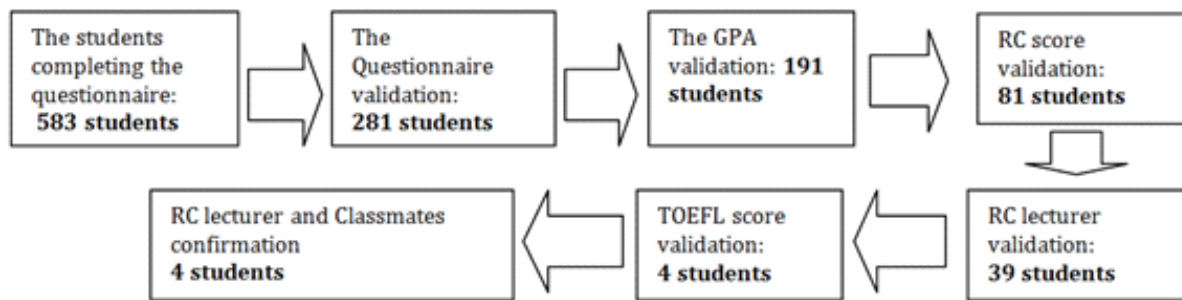 The students
completing the
questionnaire:
583 students
The
Questionnaire
validation:
281 students
The GPA
validation: 191
students
RC score
validation:
81 students
RC lecturer
validation:
39 students
TOEFL score
validation:
4 students
RC lecturer and Classmates
confirmation
4 students